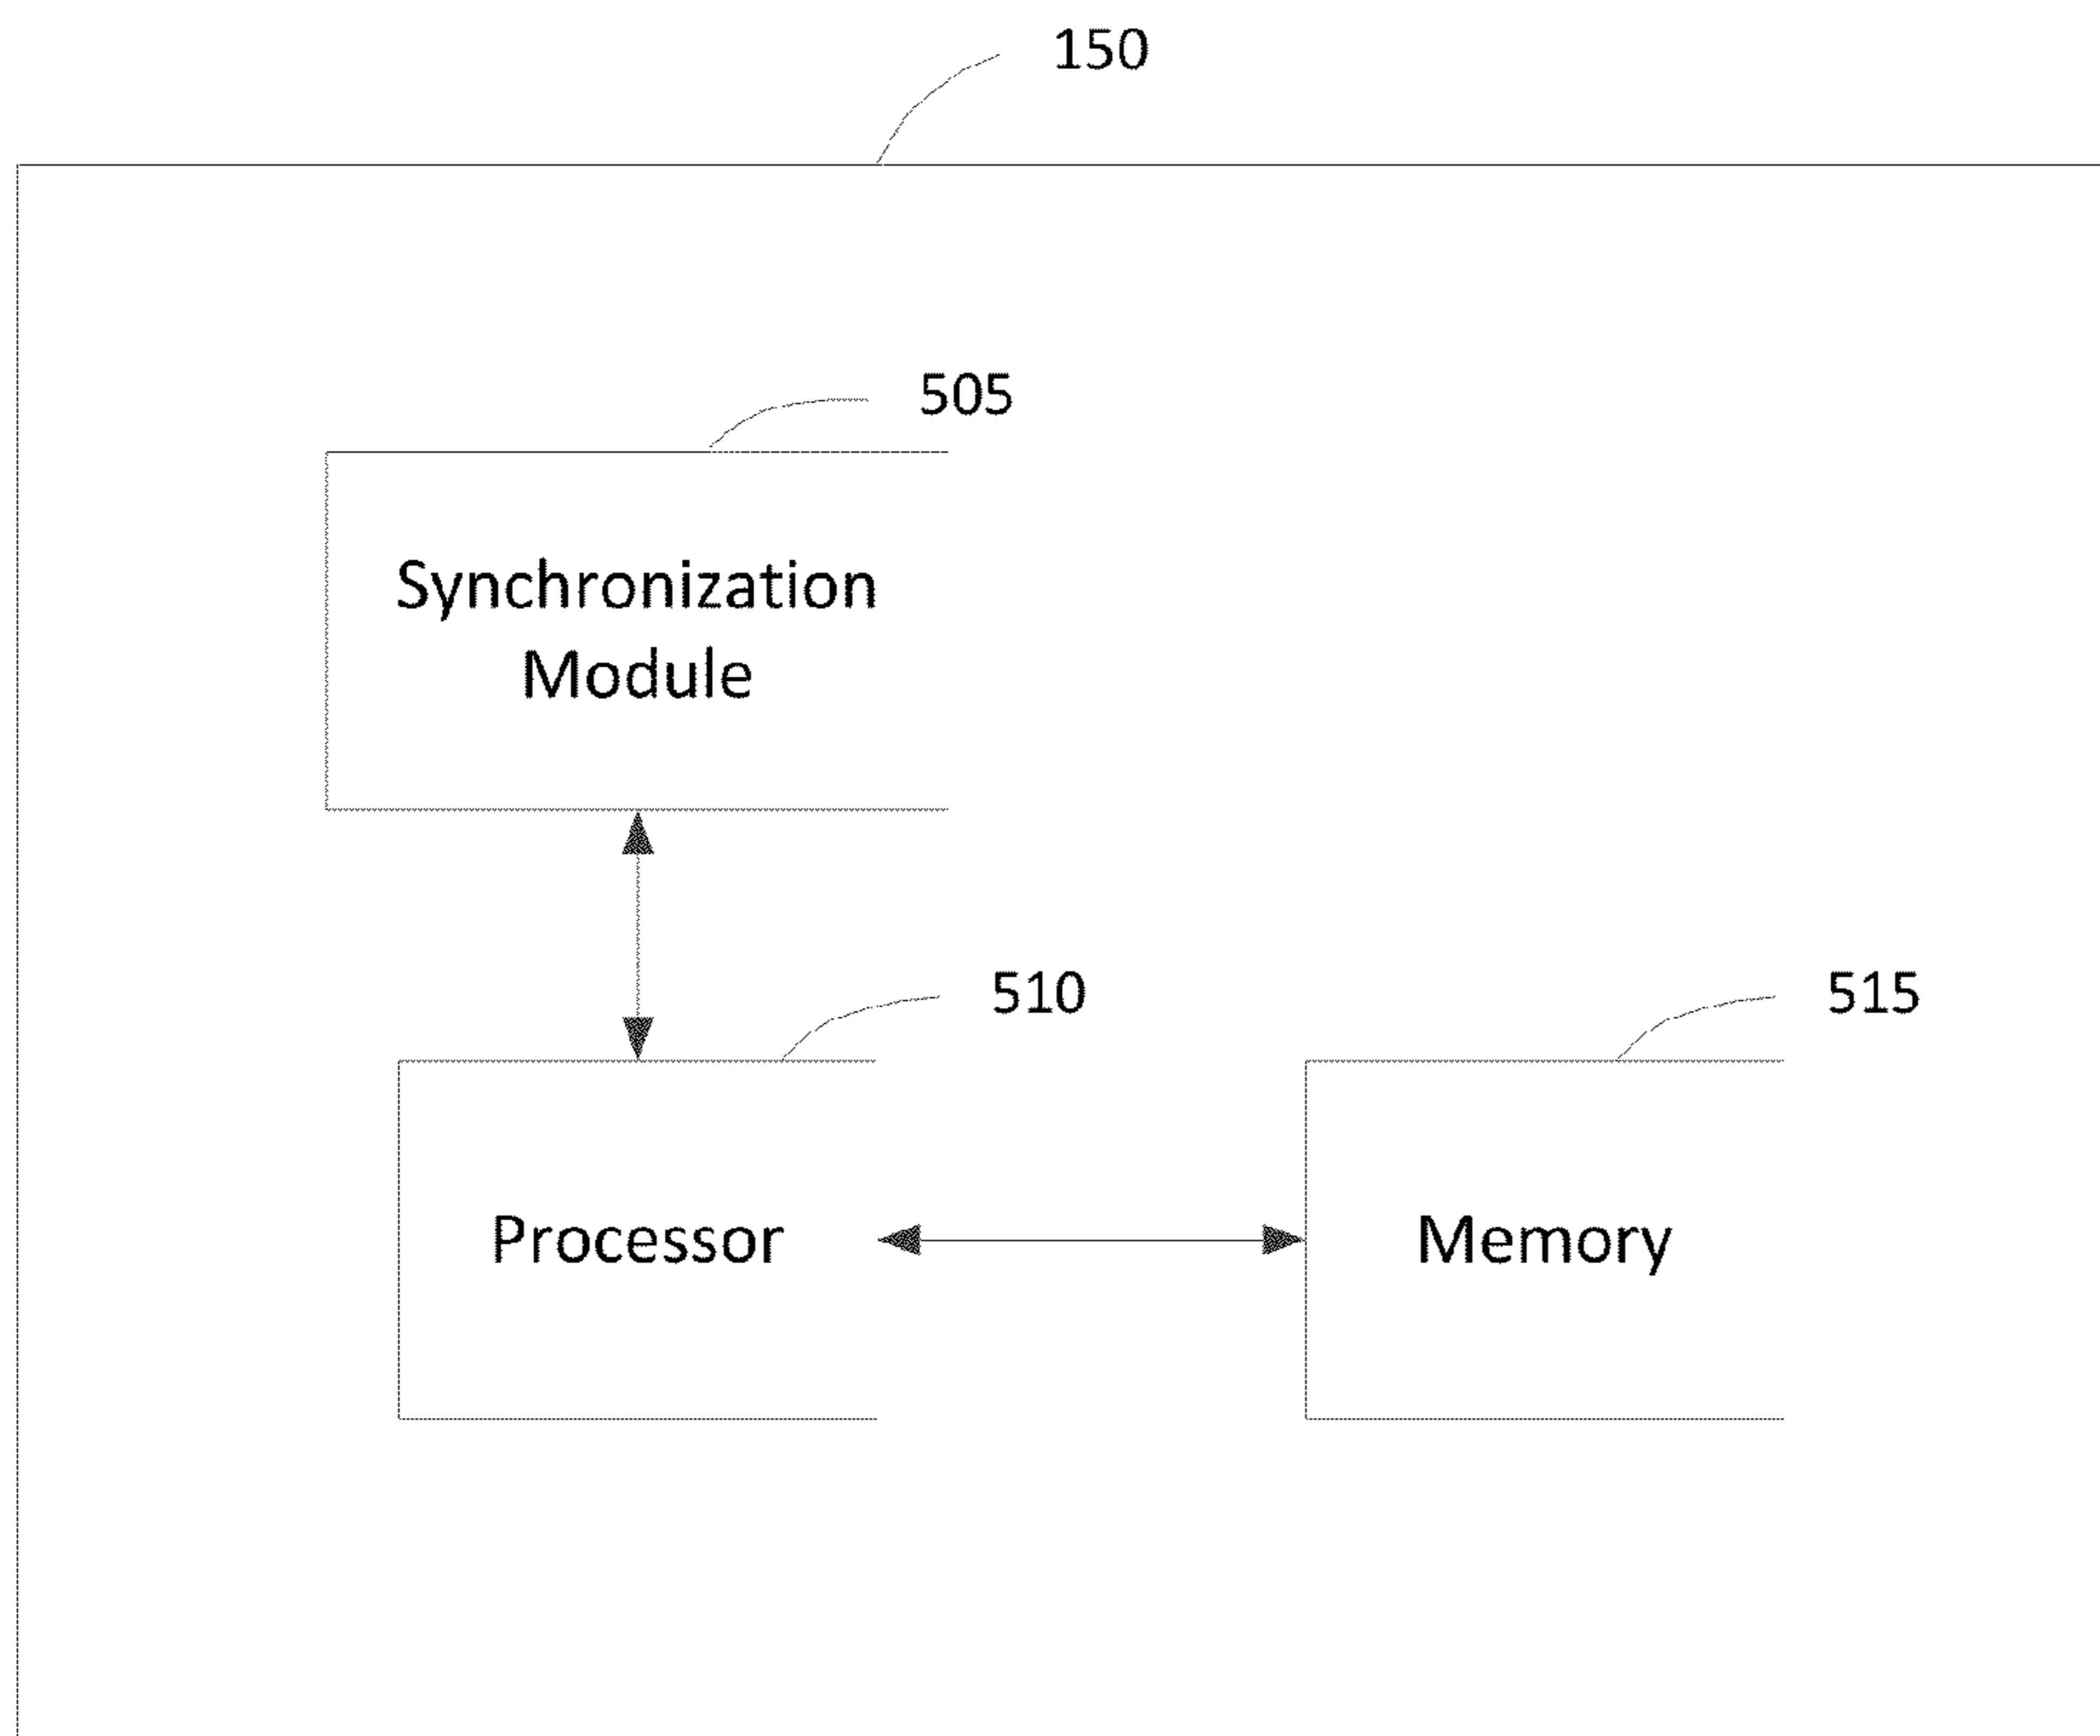 150
505
Synchronization
Module
510
515
Processor
Memory